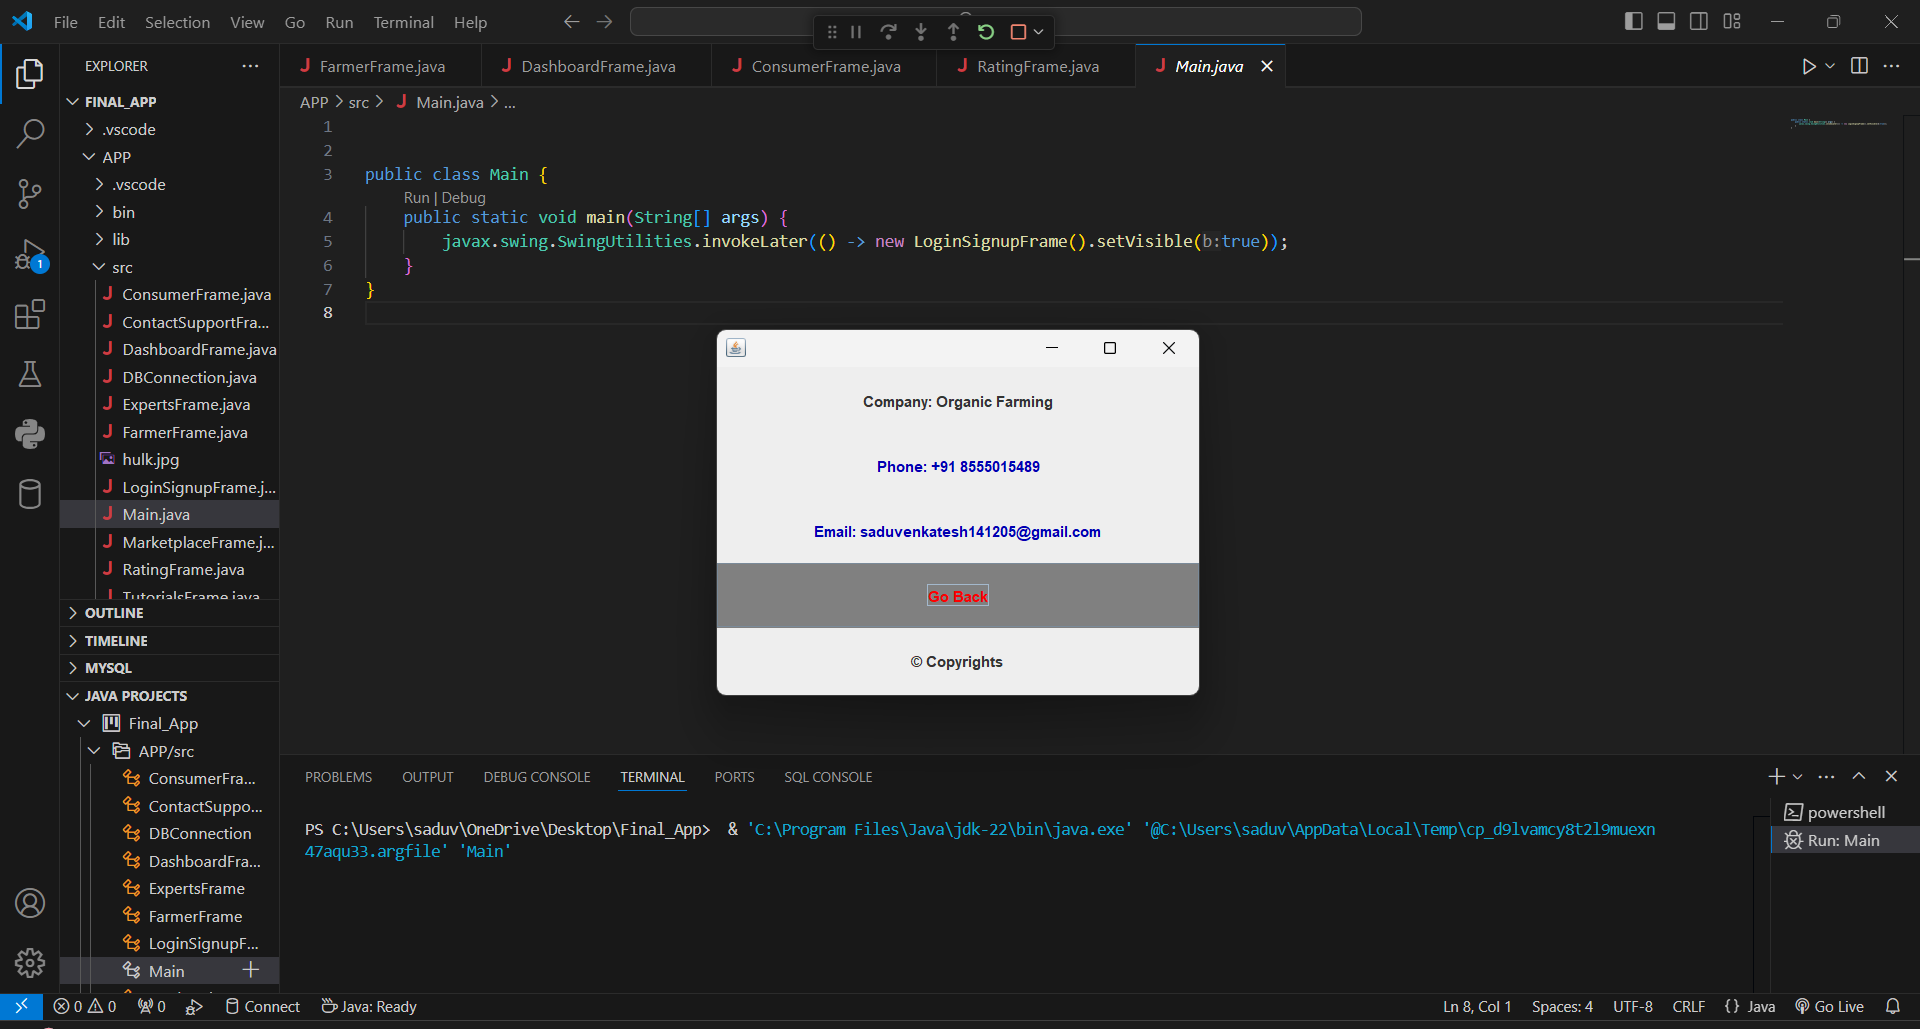 File Edit Selection View Go Run Terminal Help
EXPLORER
FINAL_APP
.vscode
APP
.vscode
bin
lib
src
ConsumerFrame.java
ContactSupportFra...
DashboardFrame.java
DBConnection.java
ExpertsFrame.java
FarmerFrame.java
hulk.jpg
LoginSignupFrame.j...
Main.java
MarketplaceFrame.j...
RatingFrame.java
TutorialsFrame.java
OUTLINE
TIMELINE
MYSQL
JAVA PROJECTS
Final_App
APP/src
ConsumerFra...
ContactSuppo...
DBConnection
DashboardFra...
ExpertsFrame
FarmerFrame
LoginSignupF...
Main
1
FarmerFrame.java DashboardFrame.java ConsumerFrame.java RatingFrame.java Main.java
APP > src > Main.java > ...
1
2
3 public class Main {
Run | Debug
4 public static void main(String[] args) {
5 javax.swing.SwingUtilities.invokeLater(() -> new LoginSignupFrame().setVisible(b:true));
6 }
7 }
8
Company: Organic Farming
Phone: +91 8555015489
Email: saduvenkatesh141205@gmail.com
Go Back
© Copyrights
PROBLEMS OUTPUT DEBUG CONSOLE TERMINAL PORTS SQL CONSOLE
PS C:\Users\saduv\OneDrive\Desktop\Final_App> & 'C:\Program Files\Java\jdk-22\bin\java.exe' '@C:\Users\saduv\AppData\Local\Temp\cp_d9lvamcy8t2l9muexn
47aqu33.argfile' 'Main'
powershell
Run: Main
0 0 0 Connect Java: Ready Ln 8, Col 1 Spaces: 4 UTF-8 CRLF {} Java Go Live